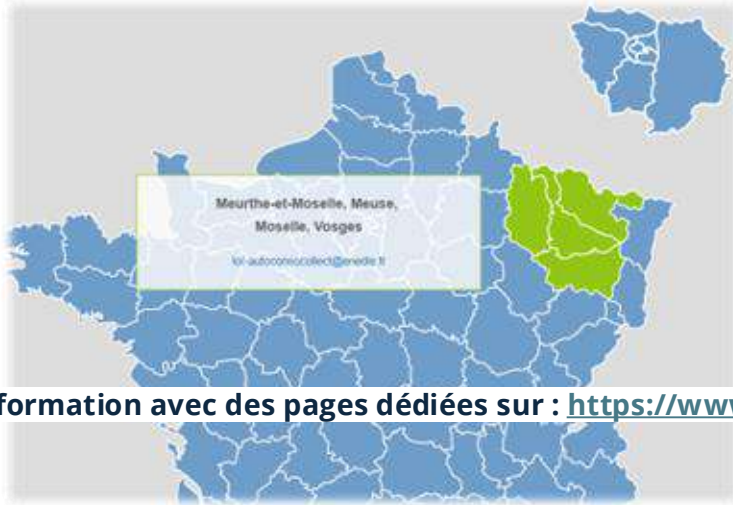 Meurthe-et-Moselle, Meuse,
Moselle, Vosges
lol-autoconsocollect@enedis.fr
formation avec des pages dédiées sur : https://www